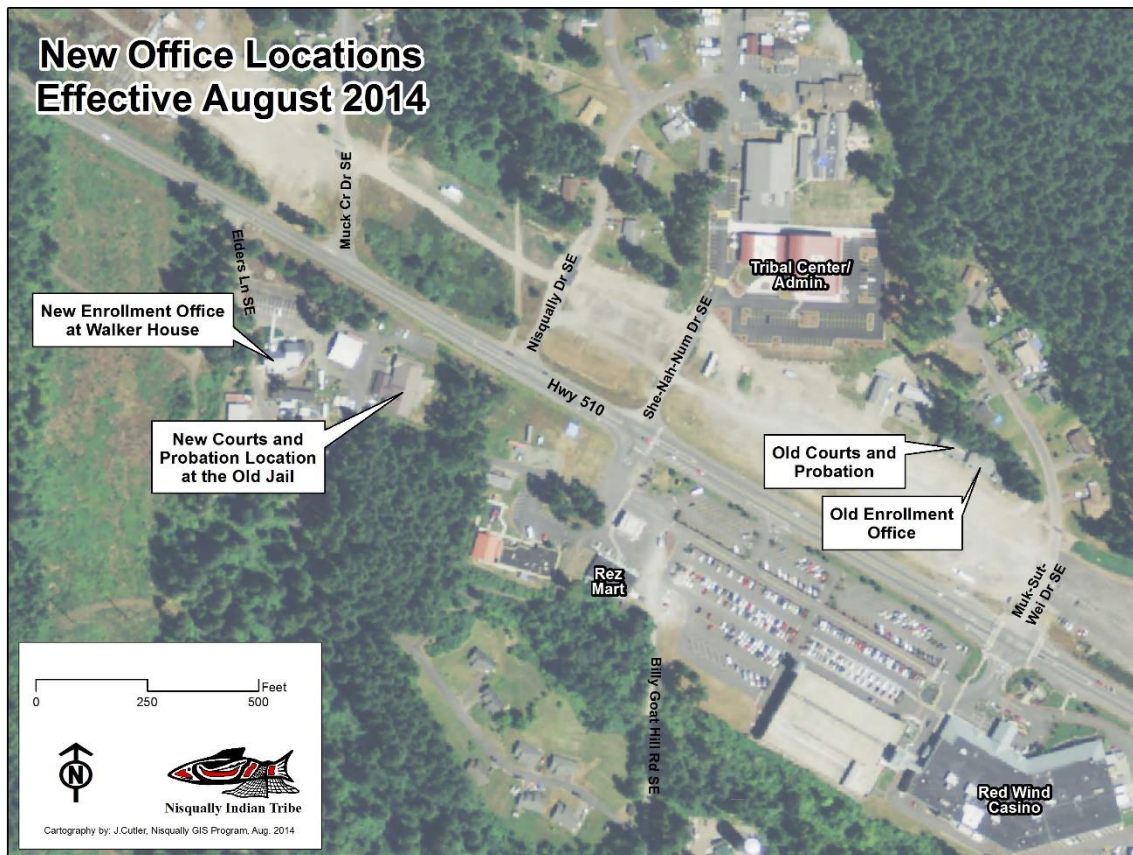 New Office Locations
Effective August 2014
Muck Cr Dr SE
Elders Ln SE
New Enrollment Office
at Walker House
New Courts and
Probation Location
at the Old Jail
Nisqually Dr SE
Hwy 510
She-Nah-Num Dr SE
Tribal Center/
Admin.
Old Courts and
Probation
Old Enrollment
Office
Muk-Sut-
Wei Dr SE
Rez
Mart
Billy Goat Hill Rd SE
Red Wind
Casino
Feet
0 250 500
N
Nisqually Indian Tribe
Cartography by: J.Cutler, Nisqually GIS Program, Aug. 2014